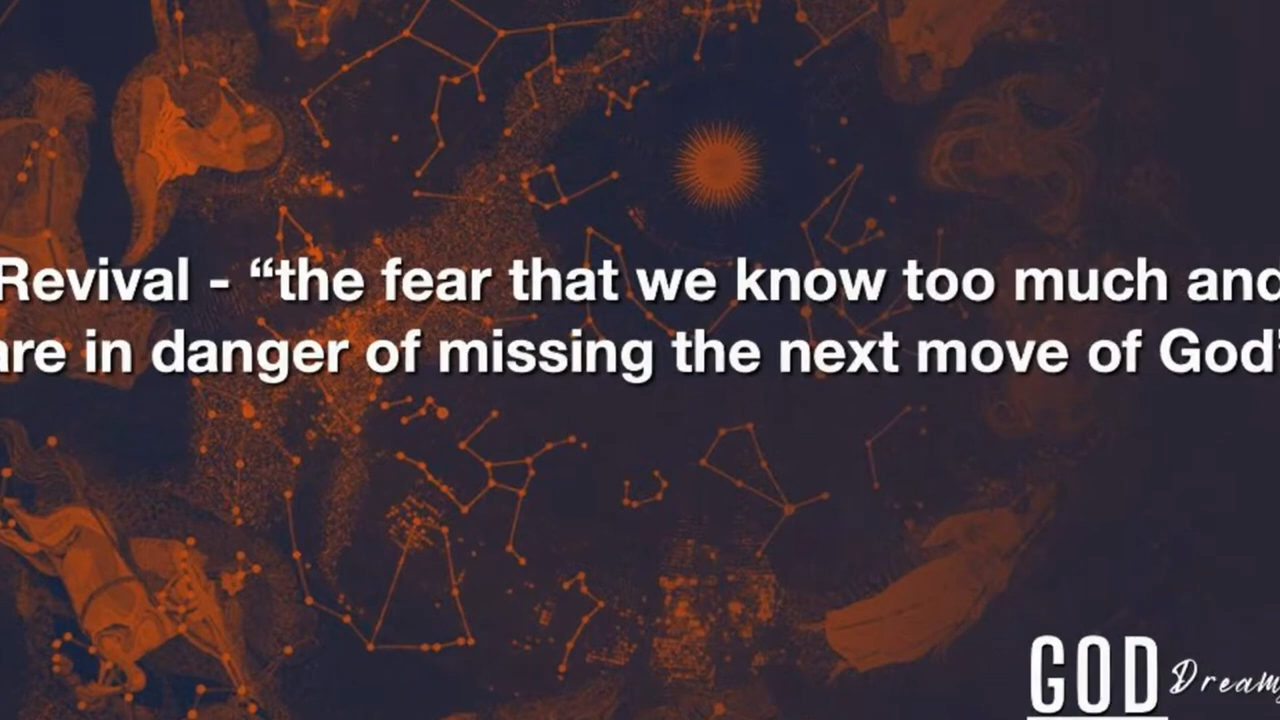 Revival - “the fear that we know too much and
are in danger of missing the next move of God”
GOD Dream